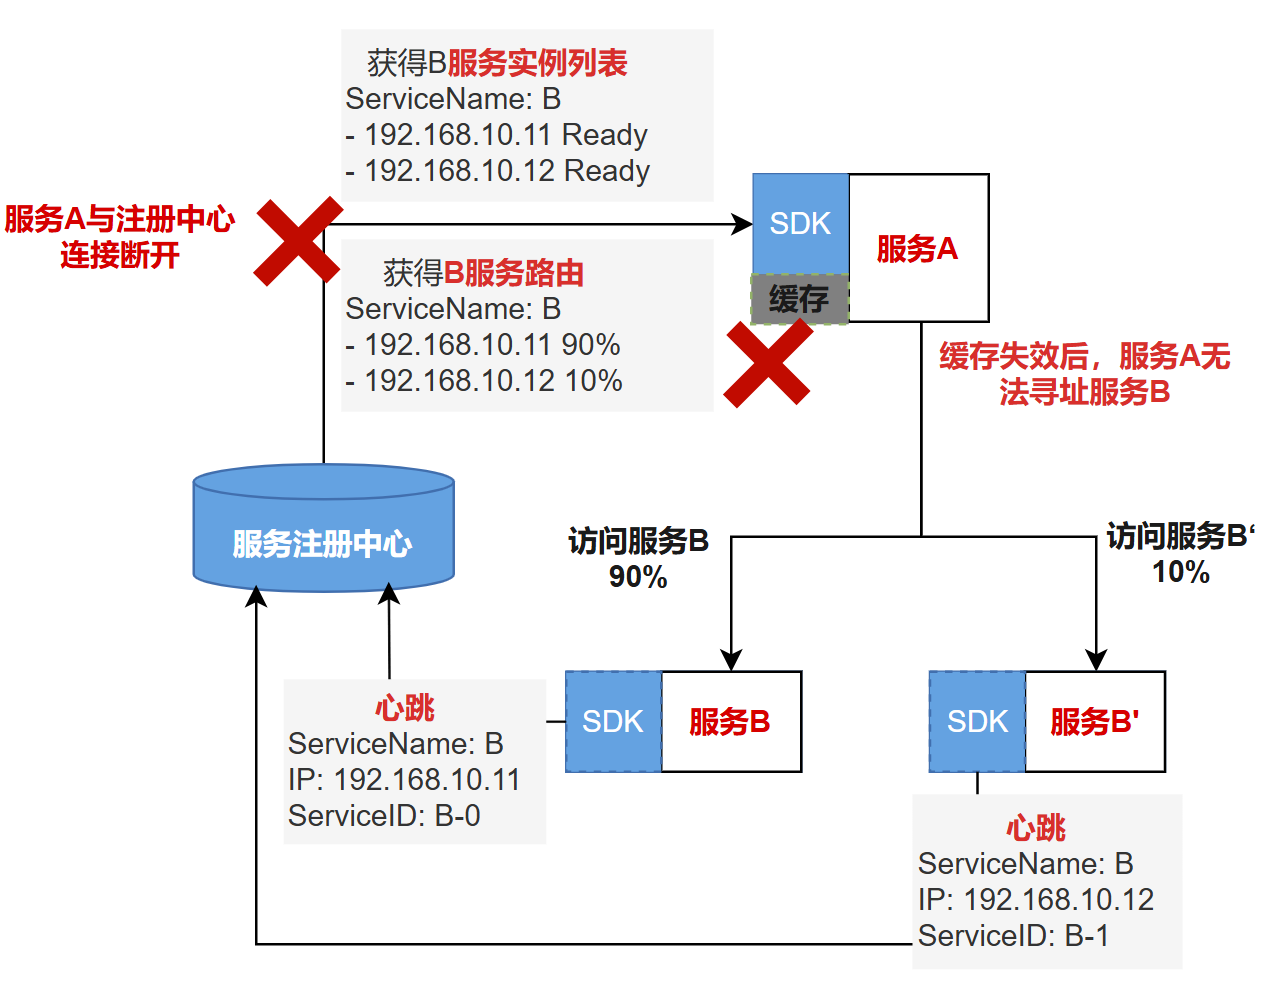 获得B服务实例列表
ServiceName: B
- 192.168.10.11 Ready
- 192.168.10.12 Ready
服务A与注册中心
连接断开
SDK
服务A
缓存
获得B服务路由
ServiceName: B
- 192.168.10.11 90%
- 192.168.10.12 10%
缓存失效后，服务A无
法寻址服务B
服务注册中心
访问服务B
90%
访问服务B‘
10%
心跳
ServiceName: B
IP: 192.168.10.11
ServiceID: B-0
SDK
服务B
SDK
服务B'
心跳
ServiceName: B
IP: 192.168.10.12
ServiceID: B-1